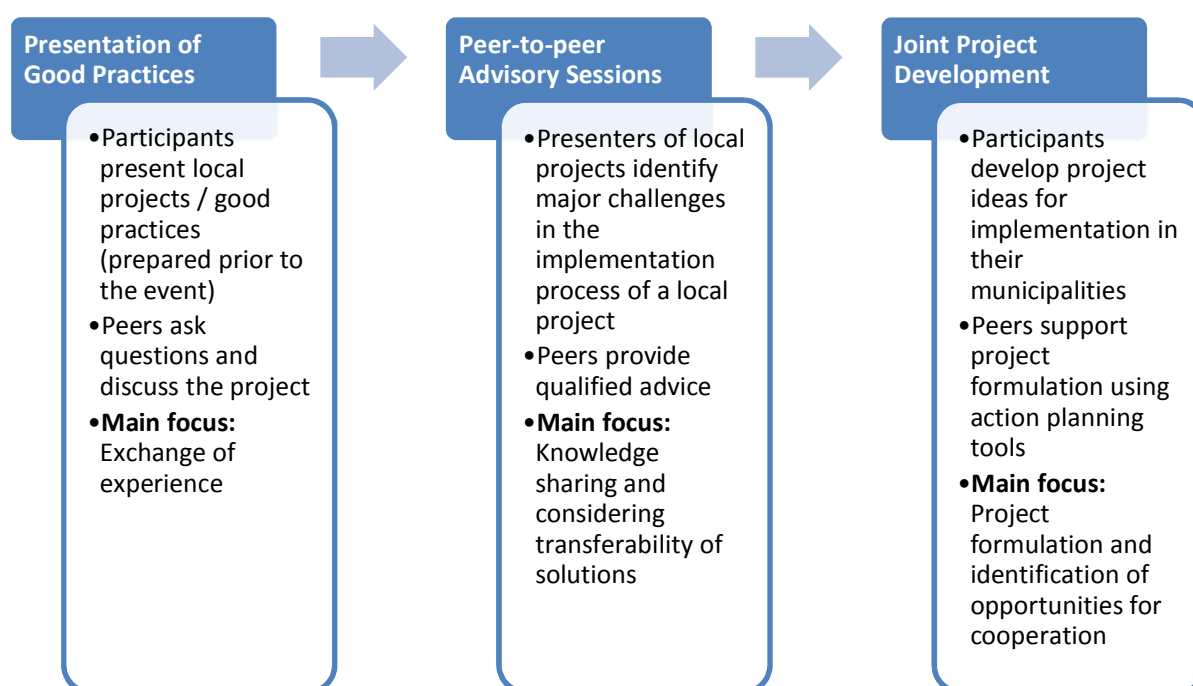 Presentation of
Good Practices
•Participants
present local
projects / good
practices
(prepared prior to
the event)
•Peers ask
questions and
discuss the project
•Main focus:
Exchange of
experience
Peer-to-peer
Advisory Sessions
•Presenters of local
projects identify
major challenges
in the
implementation
process of a local
project
•Peers provide
qualified advice
•Main focus:
Knowledge
sharing and
considering
transferability of
solutions
Joint Project
Development
•Participants
develop project
ideas for
implementation in
their
municipalities
•Peers support
project
formulation using
action planning
tools
•Main focus:
Project
formulation and
identification of
opportunities for
cooperation